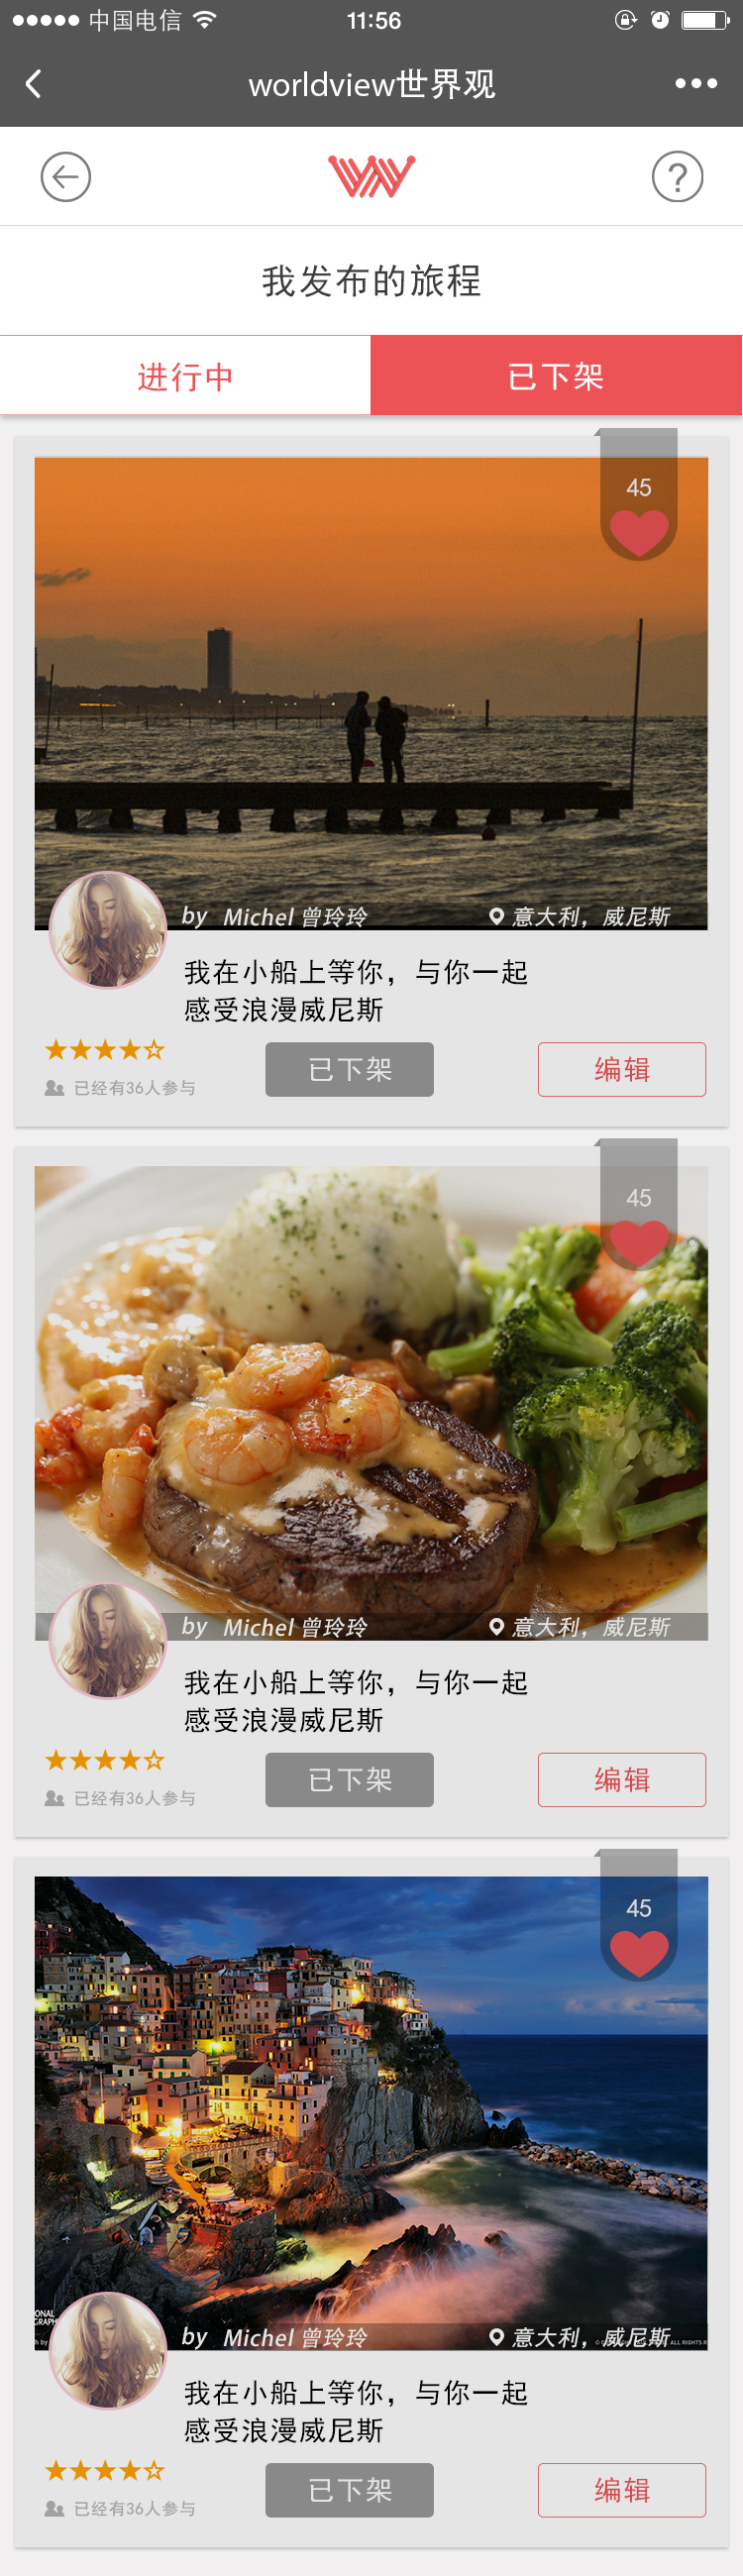 中国电信
11:56
worldview世界观
?
我发布的旅程
进行中
已下架
45
by Michel 曾玲玲
意大利，威尼斯
我在小船上等你，与你一起
感受浪漫威尼斯
已经有36人参与
已下架
编辑
45
by Michel 曾玲玲
意大利，威尼斯
我在小船上等你，与你一起
感受浪漫威尼斯
已经有36人参与
已下架
编辑
45
by Michel 曾玲玲
意大利，威尼斯
ALL RIGHTS R
我在小船上等你，与你一起
感受浪漫威尼斯
已经有36人参与
已下架
编辑